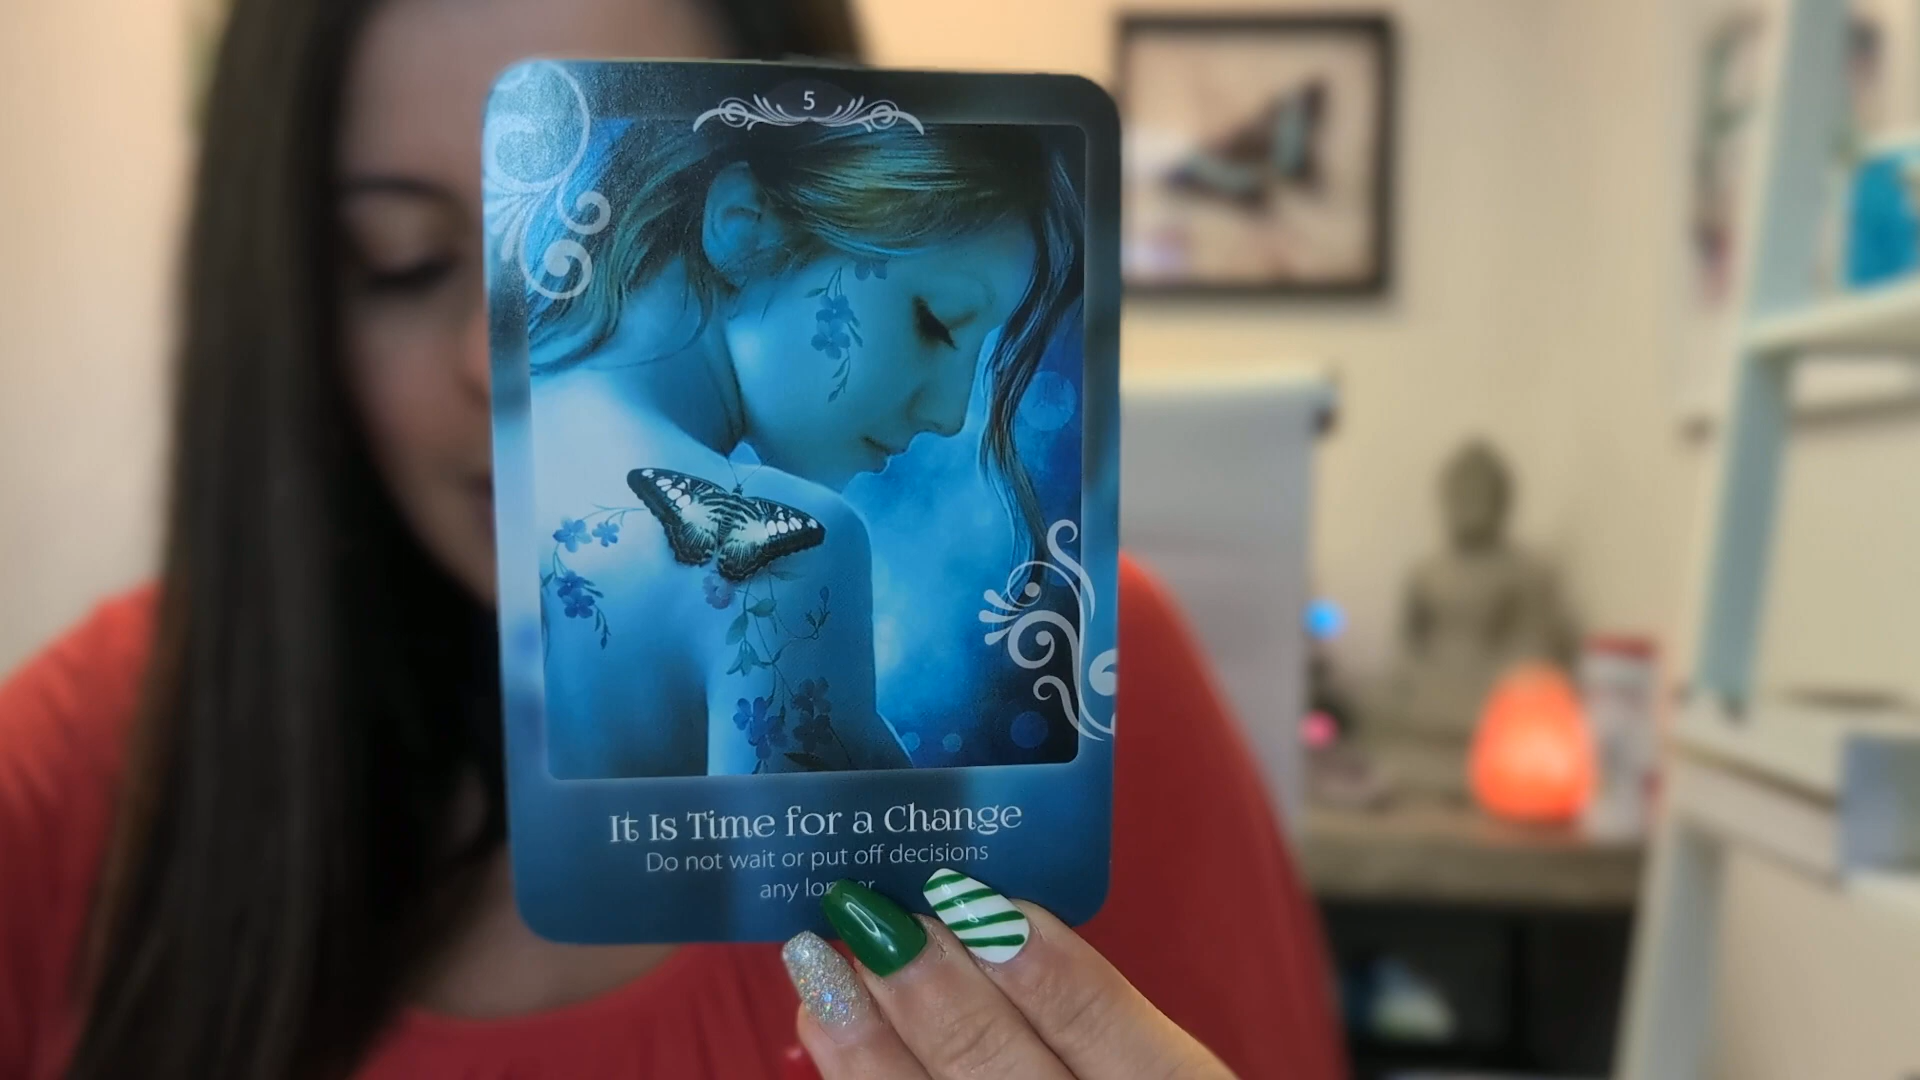 5
It Is Time for a Change
Do not wait or put off decisions
any